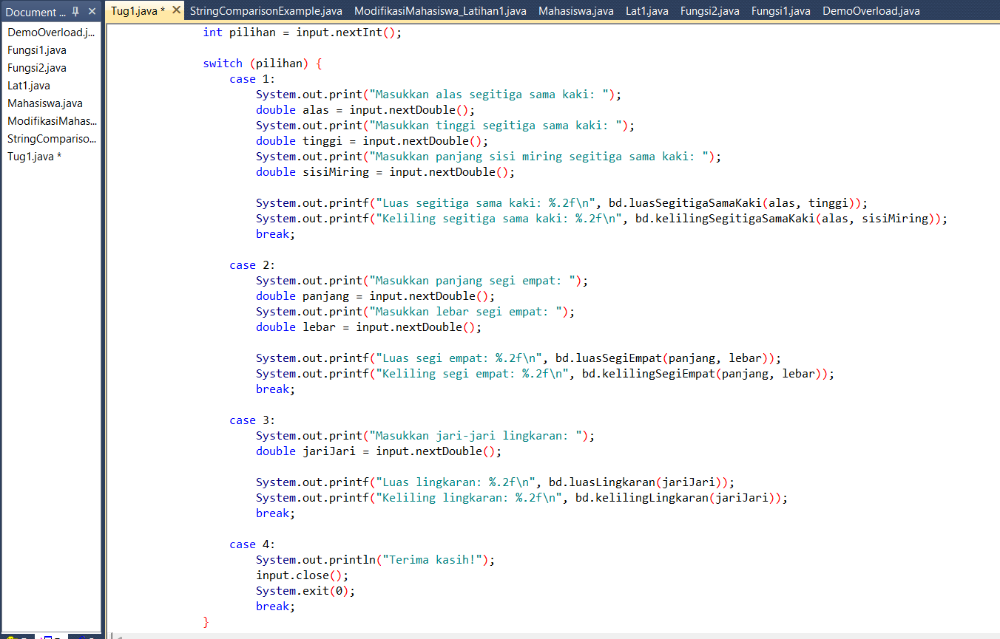 Document ...
Tug1.java * StringComparisonExample.java ModifikasiMahasiswa_Latihan1.java Mahasiswa.java Lat1.java Fungsi2.java Fungsi1.java DemoOverload.java
DemoOverload.j...
Fungsi1.java
Fungsi2.java
Lat1.java
Mahasiswa.java
ModifikasiMahas...
StringCompariso...
Tug1.java *
int pilihan = input.nextInt();
switch (pilihan) {
case 1:
System.out.print("Masukkan alas segitiga sama kaki: ");
double alas = input.nextDouble();
System.out.print("Masukkan tinggi segitiga sama kaki: ");
double tinggi = input.nextDouble();
System.out.print("Masukkan panjang sisi miring segitiga sama kaki: ");
double sisiMiring = input.nextDouble();
System.out.printf("Luas segitiga sama kaki: %.2f\n", bd.luasSegitigaSamaKaki(alas, tinggi));
System.out.printf("Keliling segitiga sama kaki: %.2f\n", bd.kelilingSegitigaSamaKaki(alas, sisiMiring));
break;
case 2:
System.out.print("Masukkan panjang segi empat: ");
double panjang = input.nextDouble();
System.out.print("Masukkan lebar segi empat: ");
double lebar = input.nextDouble();
System.out.printf("Luas segi empat: %.2f\n", bd.luasSegiEmpat(panjang, lebar));
System.out.printf("Keliling segi empat: %.2f\n", bd.kelilingSegiEmpat(panjang, lebar));
break;
case 3:
System.out.print("Masukkan jari-jari lingkaran: ");
double jariJari = input.nextDouble();
System.out.printf("Luas lingkaran: %.2f\n", bd.luasLingkaran(jariJari));
System.out.printf("Keliling lingkaran: %.2f\n", bd.kelilingLingkaran(jariJari));
break;
case 4:
System.out.println("Terima kasih!");
input.close();
System.exit(0);
break;
}